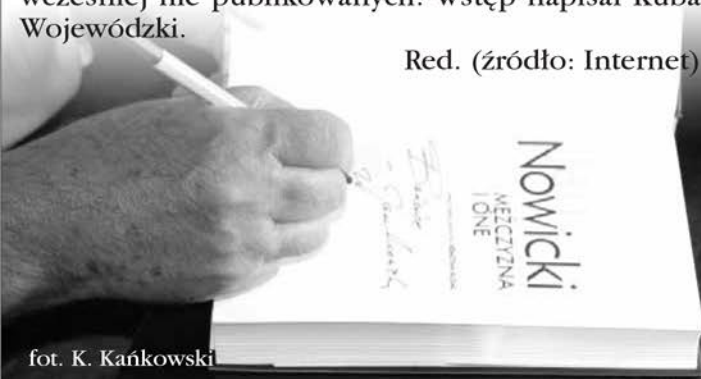 wcześniej nie publikowanych. Wstęp napisał Kuba
Wojewódzki.
Red. (źródło: Internet)
Nowicki
MĘŻCZYZNA
I ONE
fot. K. Kańkowski